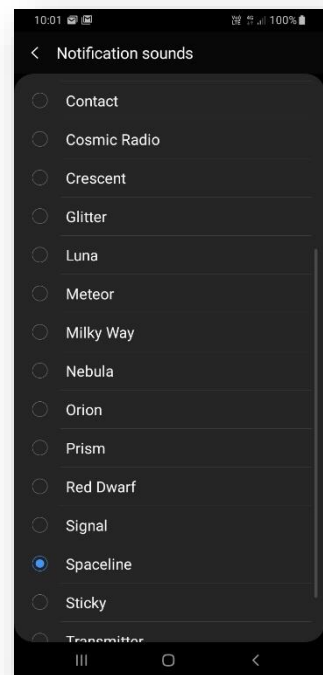 10:01 100%
Notification sounds
Contact
Cosmic Radio
Crescent
Glitter
Luna
Meteor
Milky Way
Nebula
Orion
Prism
Red Dwarf
Signal
Spaceline
Sticky
Transmitter